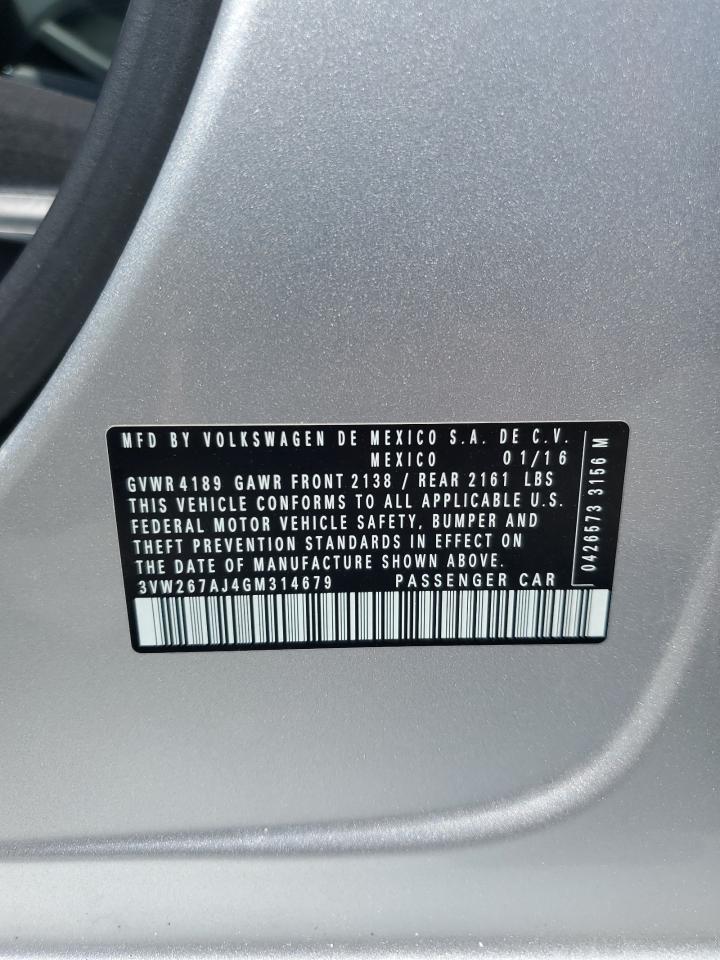 MFD BY VOLKSWAGEN DE MEXICO S.A. DE C.V.
MEXICO 01/16
GVWR 4189 GAWR FRONT 2138 / REAR 2161 LBS
THIS VEHICLE CONFORMS TO ALL APPLICABLE U.S.
FEDERAL MOTOR VEHICLE SAFETY, BUMPER AND
THEFT PREVENTION STANDARDS IN EFFECT ON
THE DATE OF MANUFACTURE SHOWN ABOVE.
3VW267AJ4GM314679 PASSENGER CAR
0426573 3156 M